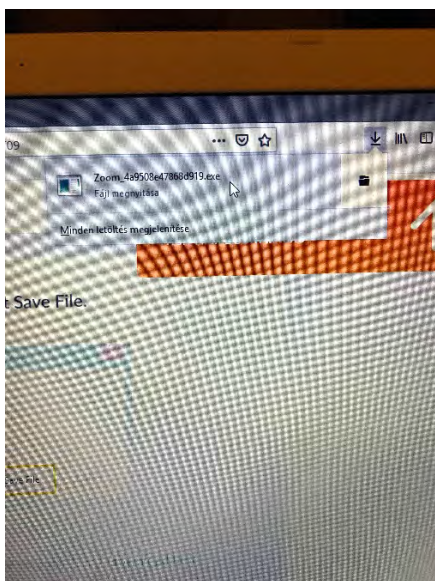 09
Zoom_4a9508e47868d919.exe
Fájl megnyitása
Minden letöltés megjelenítése
t Save File.
Save File